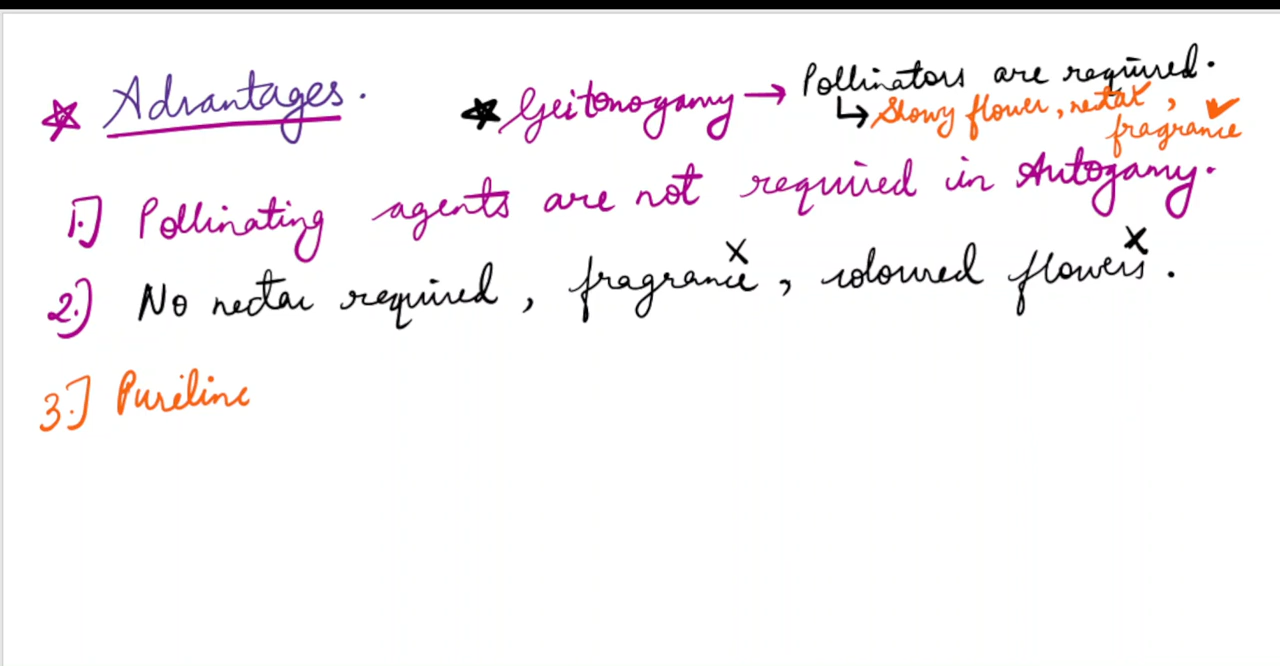 Advantages.
Geitonogamy → Pollinators are required.
↳ Showy flower, nectar,
fragrance ✓
1.] Pollinating agents are not required in Autogamy.
2.) No nectar required, fragrance x, coloured flowers x.
3.] Pureline